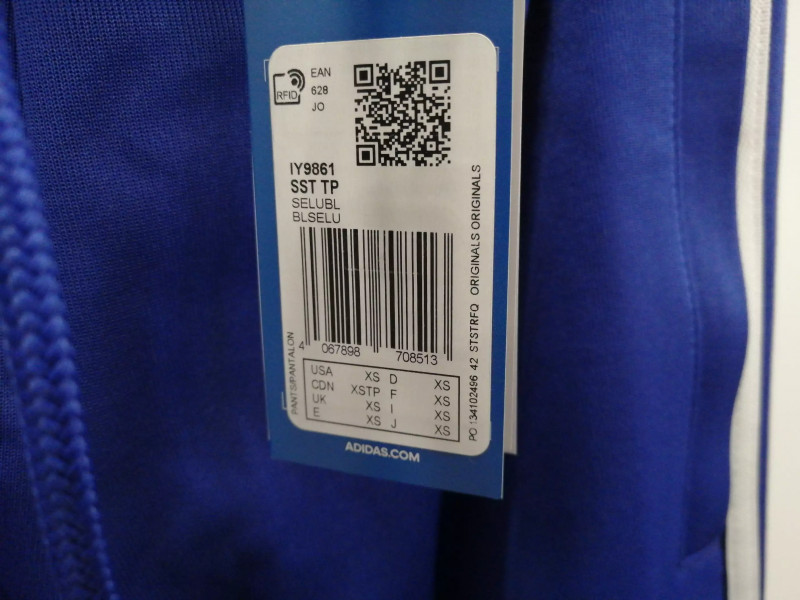 RFID
EAN
628
JO
IY9861
SST TP
SELUBL
BLSELU
4 067898 708513
PANTS/PANTALON
USA XS D XS
CDN XSTP F XS
UK XS I XS
E XS J XS
PO 134102496 42 STSTRFQ ORIGINALS ORIGINALS
ADIDAS.COM